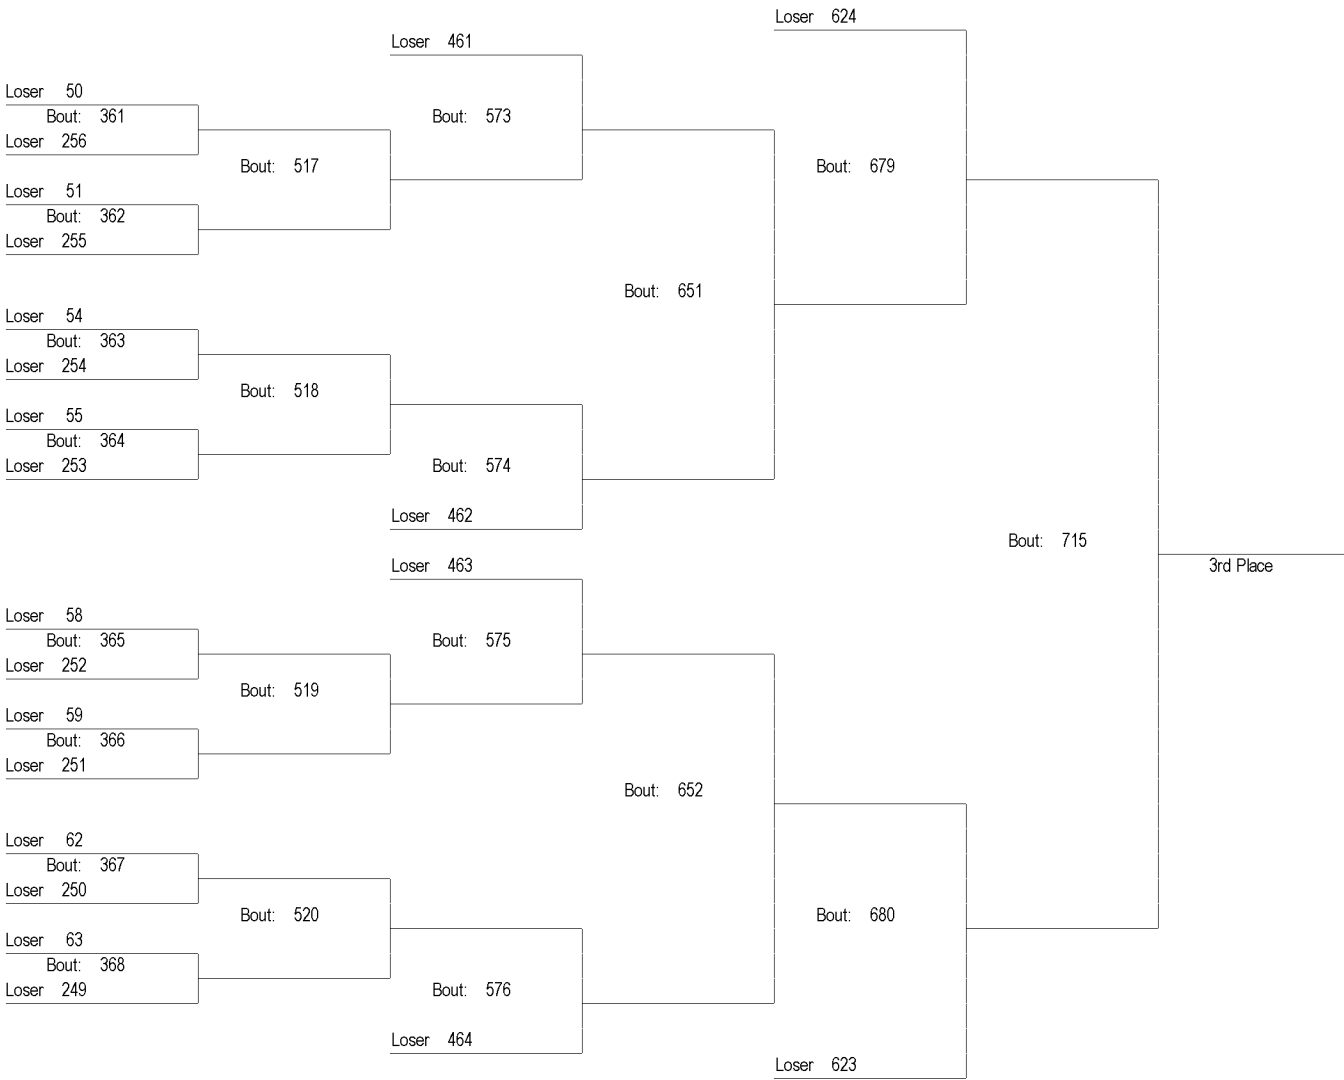 Loser 624
Loser 461
Loser 50
Bout: 361
Bout: 573
Loser 256
Bout: 517
Bout: 679
Loser 51
Bout: 362
Loser 255
Bout: 651
Loser 54
Bout: 363
Loser 254
Bout: 518
Loser 55
Bout: 364
Loser 253
Bout: 574
Loser 462
Bout: 715
Loser 463
3rd Place
Loser 58
Bout: 365
Bout: 575
Loser 252
Bout: 519
Loser 59
Bout: 366
Loser 251
Bout: 652
Loser 62
Bout: 367
Loser 250
Bout: 520
Bout: 680
Loser 63
Bout: 368
Loser 249
Bout: 576
Loser 464
Loser 623